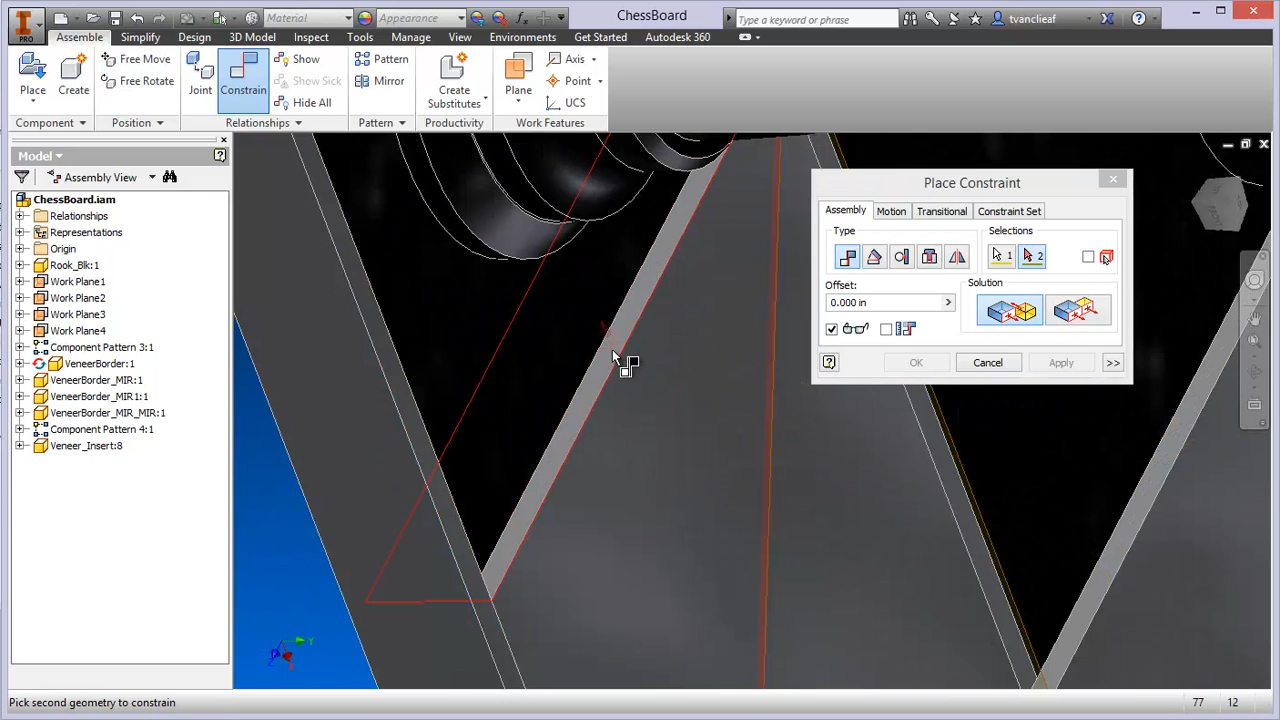 Material
Appearance
ChessBoard
Type a keyword or phrase
tvanclieaf
PRO
Assemble Simplify Design 3D Model Inspect Tools Manage View Environments Get Started Autodesk 360
Place
Create
Free Move
Free Rotate
Joint
Constrain
Show
Show Sick
Hide All
Pattern
Mirror
Create
Substitutes
Plane
Axis
Point
UCS
Component Position Relationships Pattern Productivity Work Features
Model
Assembly View
ChessBoard.iam
Relationships
Representations
Origin
Rook_Blk:1
Work Plane1
Work Plane2
Work Plane3
Work Plane4
Component Pattern 3:1
VeneerBorder:1
VeneerBorder_MIR:1
VeneerBorder_MIR1:1
VeneerBorder_MIR_MIR:1
Component Pattern 4:1
Veneer_Insert:8
Place Constraint
Assembly Motion Transitional Constraint Set
Type
Selections
1
2
Offset:
0.000 in
Solution
OK Cancel Apply >>
Y
Z
X
Pick second geometry to constrain
77 12